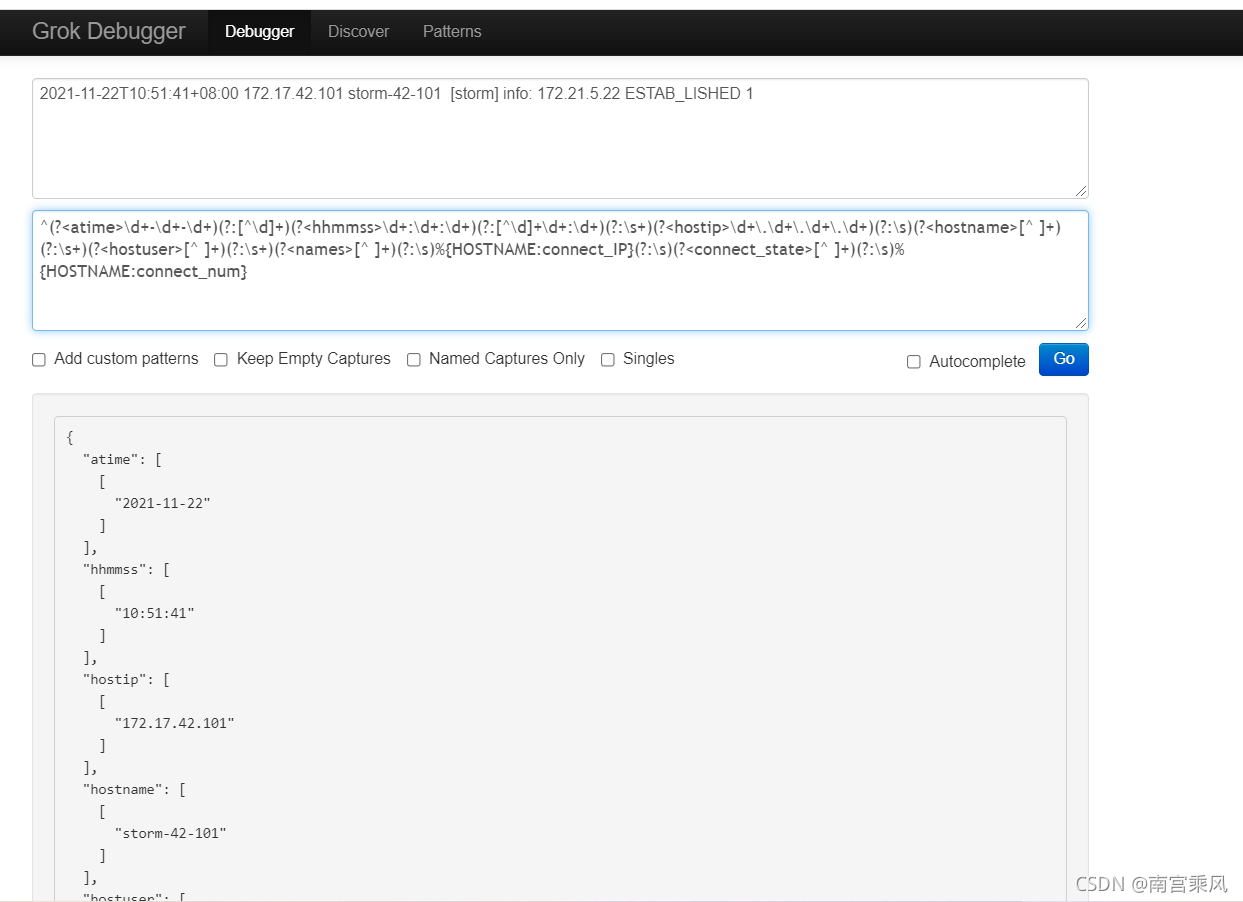 Grok Debugger Debugger Discover Patterns
2021-11-22T10:51:41+08:00 172.17.42.101 storm-42-101  [storm] info: 172.21.5.22 ESTAB_LISHED 1
^(?<atime>\d+-\d+-\d+)(?:[^\d]+)(?<hhmmss>\d+:\d+:\d+)(?:[^\d]+\d+:\d+)(?:\s+)(?<hostip>\d+\.\d+\.\d+\.\d+)(?:\s)(?<hostname>[^ ]+)
(?:\s+)(?<hostuser>[^ ]+)(?:\s+)(?<names>[^ ]+)(?:\s)%{HOSTNAME:connect_IP}(?:\s)(?<connect_state>[^ ]+)(?:\s)%
{HOSTNAME:connect_num}
Add custom patterns Keep Empty Captures Named Captures Only Singles Autocomplete Go
{
"atime": [
[
"2021-11-22"
]
],
"hhmmss": [
[
"10:51:41"
]
],
"hostip": [
[
"172.17.42.101"
]
],
"hostname": [
[
"storm-42-101"
]
],
"hostuser": [
CSDN @南宫乘风